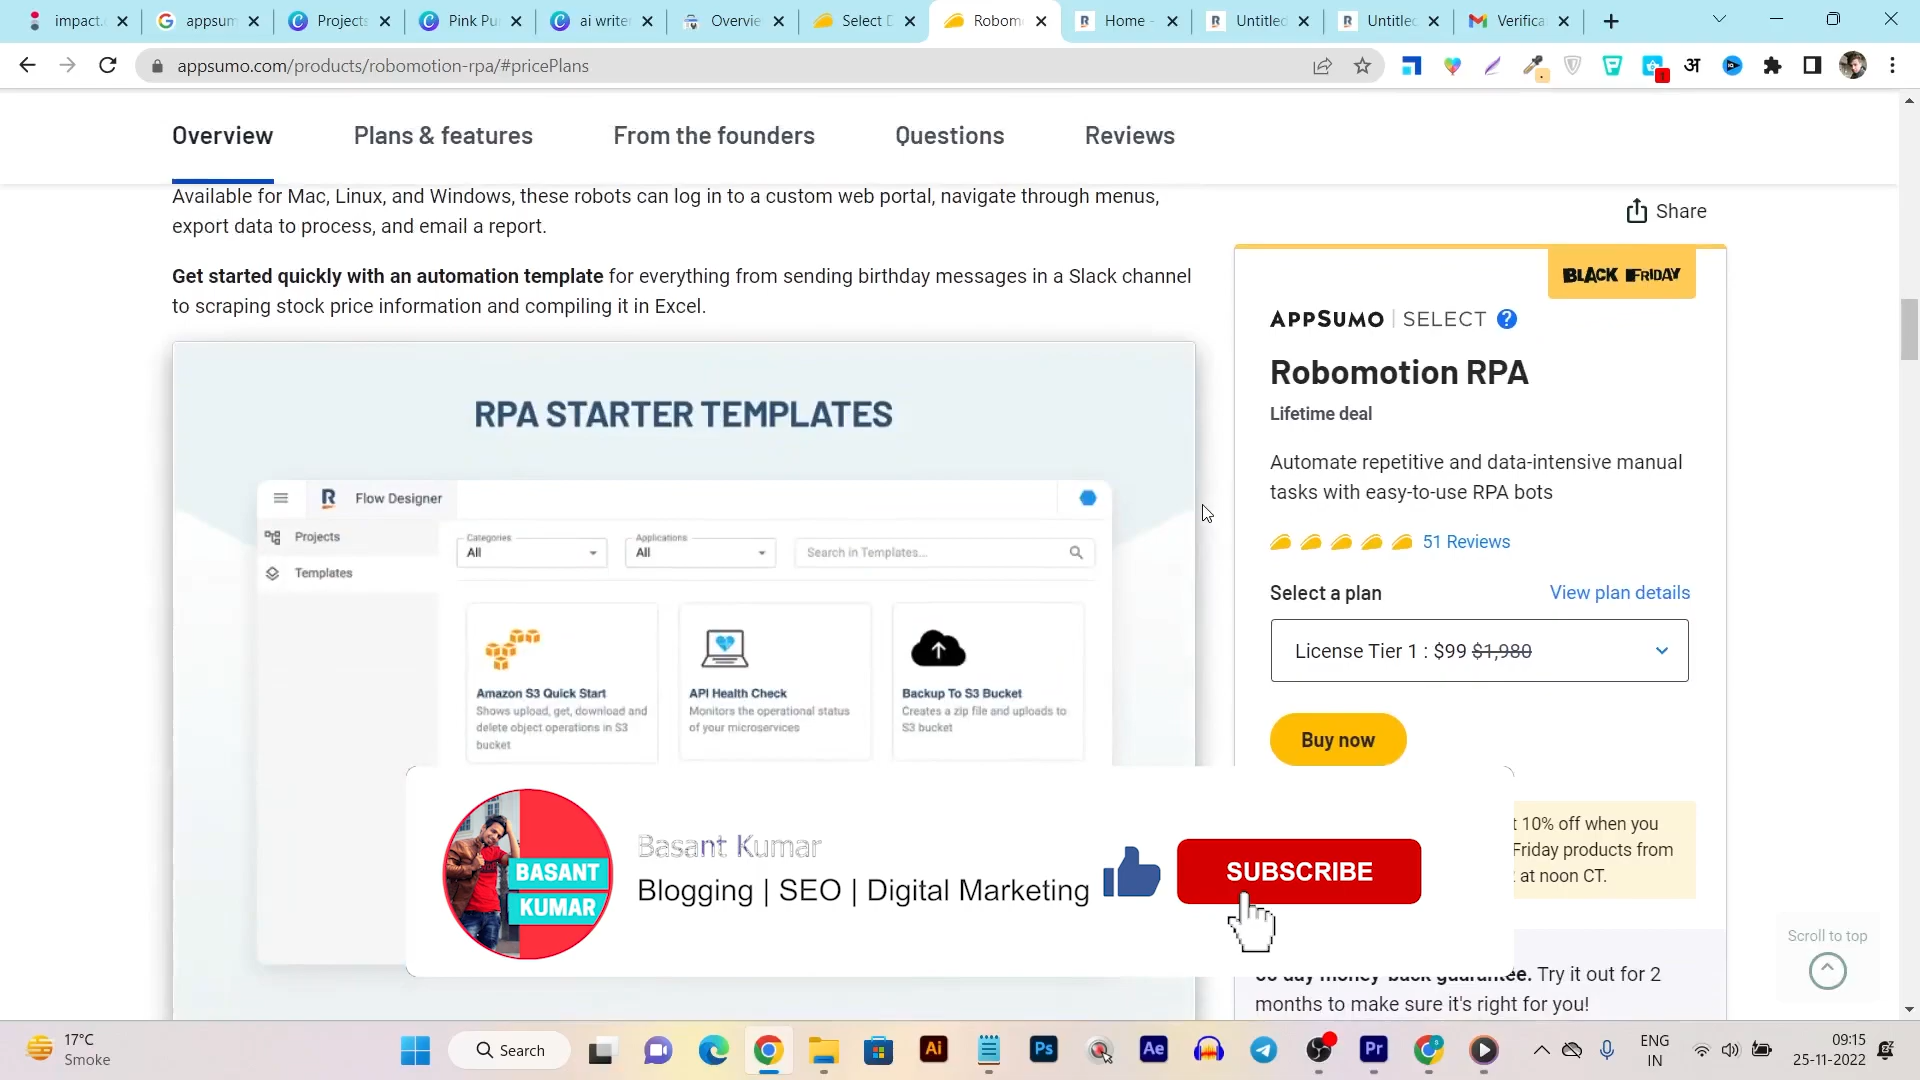 impact.
appsum
Projects
Pink Pu
ai write
Overvie
Select D
Robom
Home -
Untitled
Untitled
Verifica
appsumo.com/products/robomotion-rpa/#pricePlans
Overview
Plans & features
From the founders
Questions
Reviews
Available for Mac, Linux, and Windows, these robots can log in to a custom web portal, navigate through menus,
export data to process, and email a report.
Get started quickly with an automation template for everything from sending birthday messages in a Slack channel
to scraping stock price information and compiling it in Excel.
RPA STARTER TEMPLATES
R Flow Designer
Projects
Templates
Categories
All
Applications
All
Search in Templates...
Amazon S3 Quick Start
Shows upload, get, download and
delete object operations in S3
bucket
API Health Check
Monitors the operational status
of your microservices
Backup To S3 Bucket
Creates a zip file and uploads to
S3 bucket
Share
BLACK FRIDAY
APPSUMO | SELECT ?
Robomotion RPA
Lifetime deal
Automate repetitive and data-intensive manual
tasks with easy-to-use RPA bots
51 Reviews
Select a plan
View plan details
License Tier 1 : $99 $1,980
Buy now
t 10% off when you
Friday products from
at noon CT.
day money-back guarantee. Try it out for 2
months to make sure it's right for you!
Scroll to top
BASANT
KUMAR
Basant Kumar
Blogging | SEO | Digital Marketing
SUBSCRIBE
17°C
Smoke
Search
Ai
Ps
Ae
Pr
ENG
IN
09:15
25-11-2022